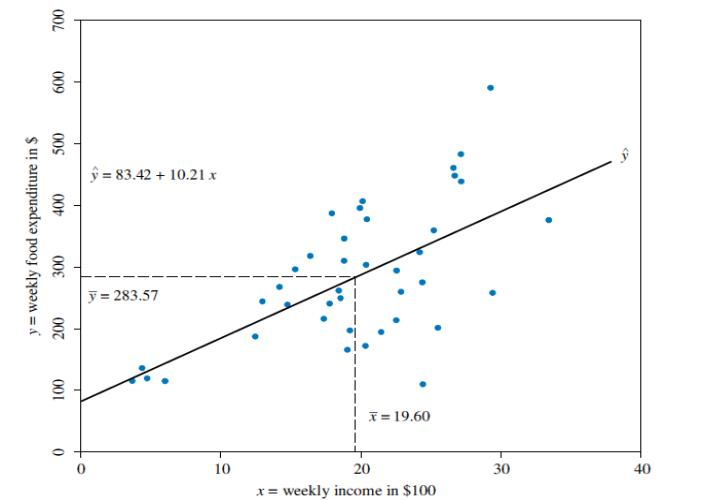 700
600
500
400
300
200
100
0
y = weekly food expenditure in $
ŷ = 83.42 + 10.21 x
ŷ
y̅ = 283.57
x̅ = 19.60
0 10 20 30 40
x = weekly income in $100